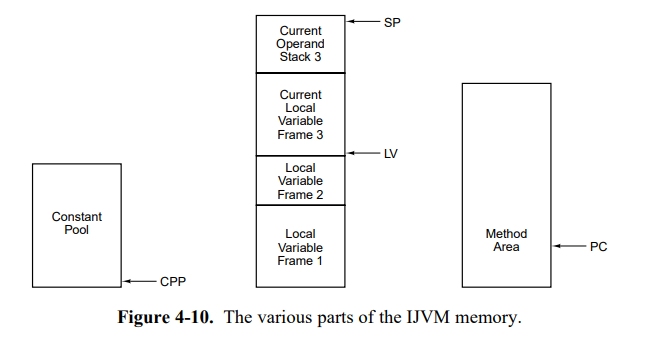 Current
Operand
Stack 3
SP
Current
Local
Variable
Frame 3
LV
Local
Variable
Frame 2
Constant
Pool
Local
Variable
Frame 1
Method
Area
PC
CPP
Figure 4-10. The various parts of the IJVM memory.